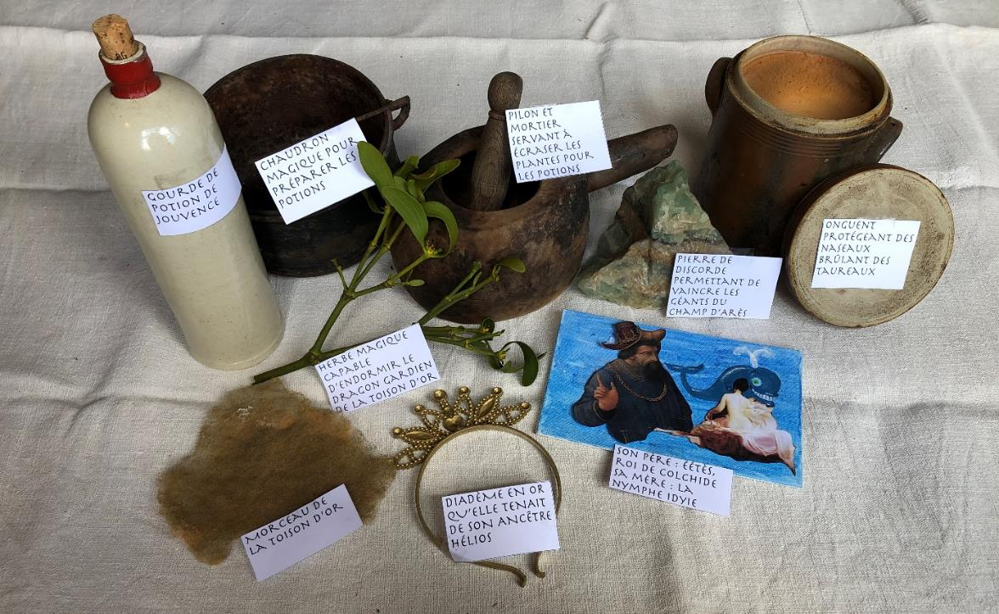 GOURDE DE
POTION DE
JOUVENCE
CHAUDRON
MAGIQUE POUR
PRÉPARER LES
POTIONS
PILON ET
MORTIER
SERVANT À
ÉCRASER LES
PLANTES POUR
LES POTIONS
PIERRE DE
DISCORDE
PERMETTANT DE
VAINCRE LES
GÉANTS DU
CHAMP D'ARÈS
ONGUENT
PROTÉGEANT DES
NASEAUX
BRÛLANT DES
TAUREAUX
HERBE MAGIQUE
CAPABLE
D'ENDORMIR LE
DRAGON GARDIEN
DE LA TOISON D'OR
SON PÈRE : ÉÉTÈS,
ROI DE COLCHIDE
SA MÈRE : LA
NYMPHE IDYIE
MORCEAU DE
LA TOISON D'OR
DIADÈME EN OR
QU'ELLE TENAIT
DE SON ANCÊTRE
HÉLIOS